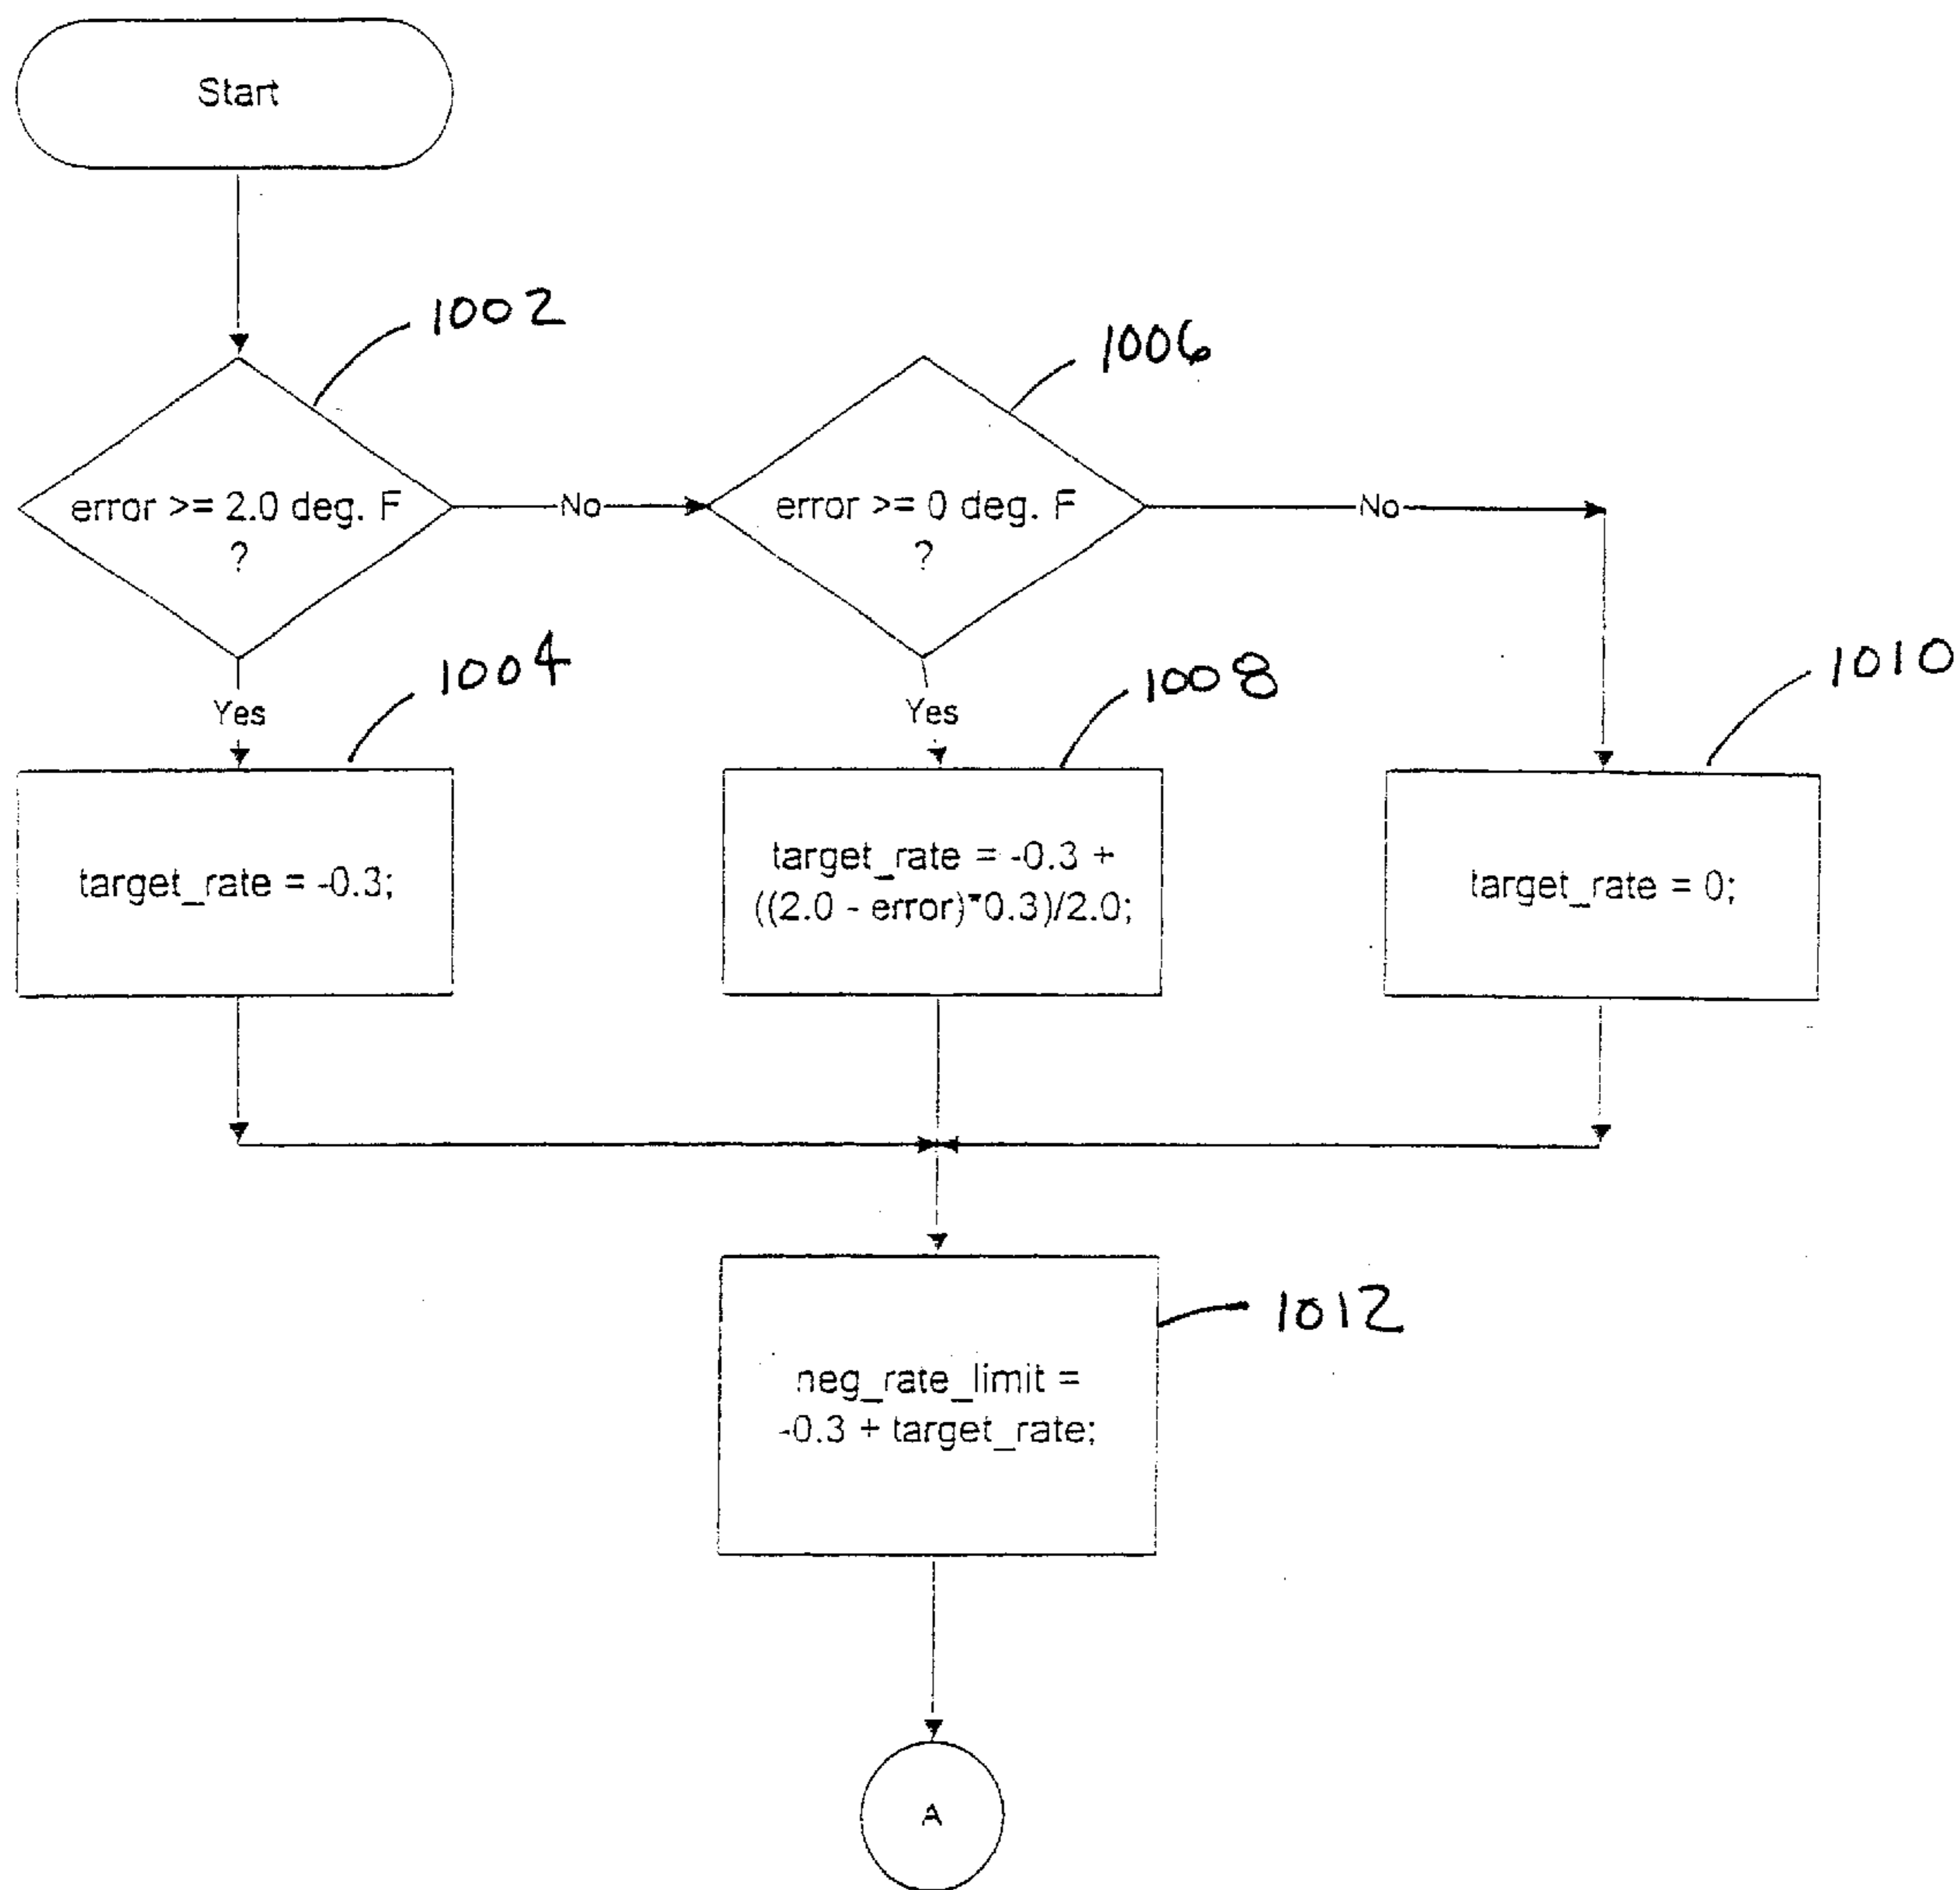 Start
1002
1006
error >= 2.0 deg. F
?
No
error >= 0 deg. F
?
No
Yes
1004
Yes
1008
1010
target_rate = -0.3;
target_rate = -0.3 +
((2.0 - error)*0.3)/2.0;
target_rate = 0;
neg_rate_limit =
-0.3 + target_rate;
1012
A